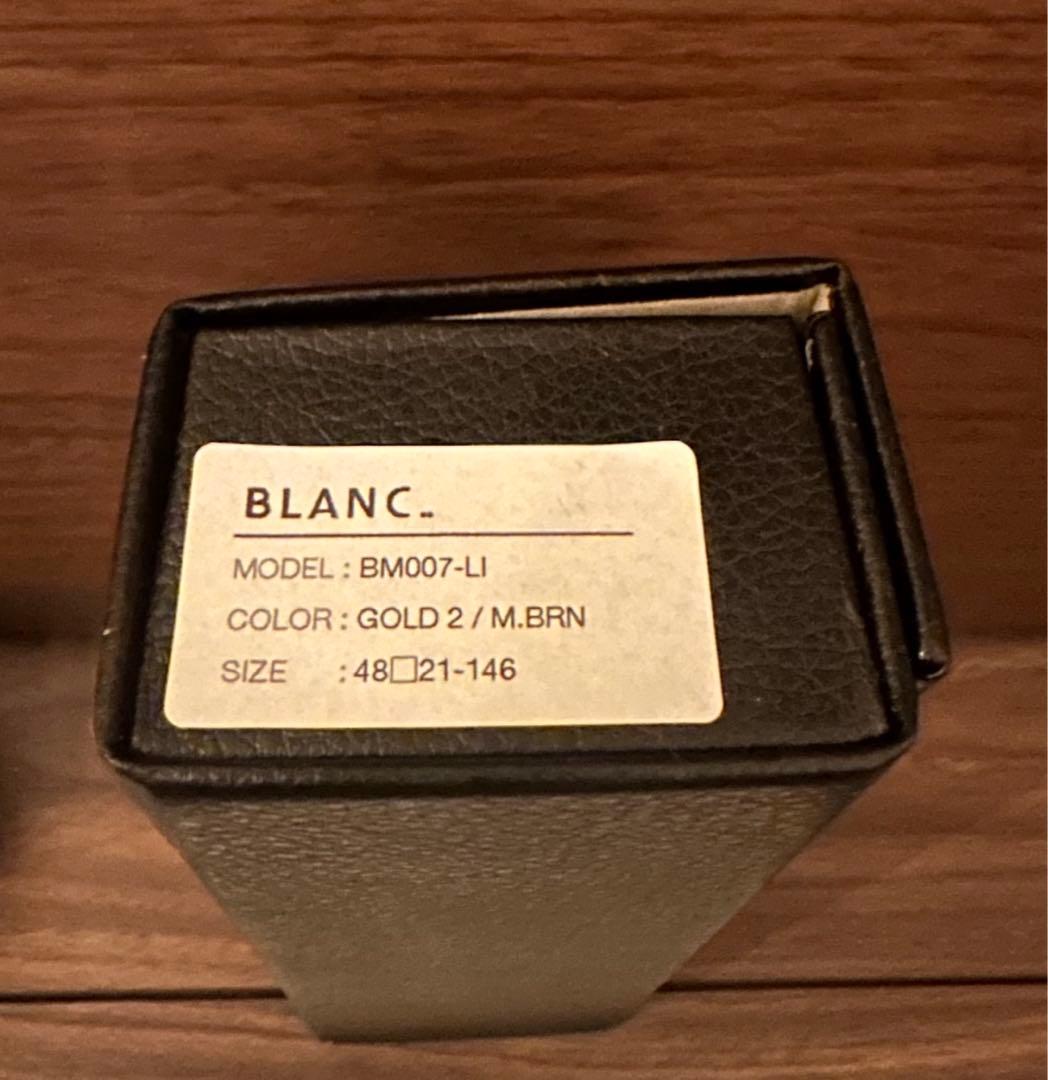 BLANC..
MODEL : BM007-LI
COLOR : GOLD 2 / M.BRN
SIZE : 48□21-146